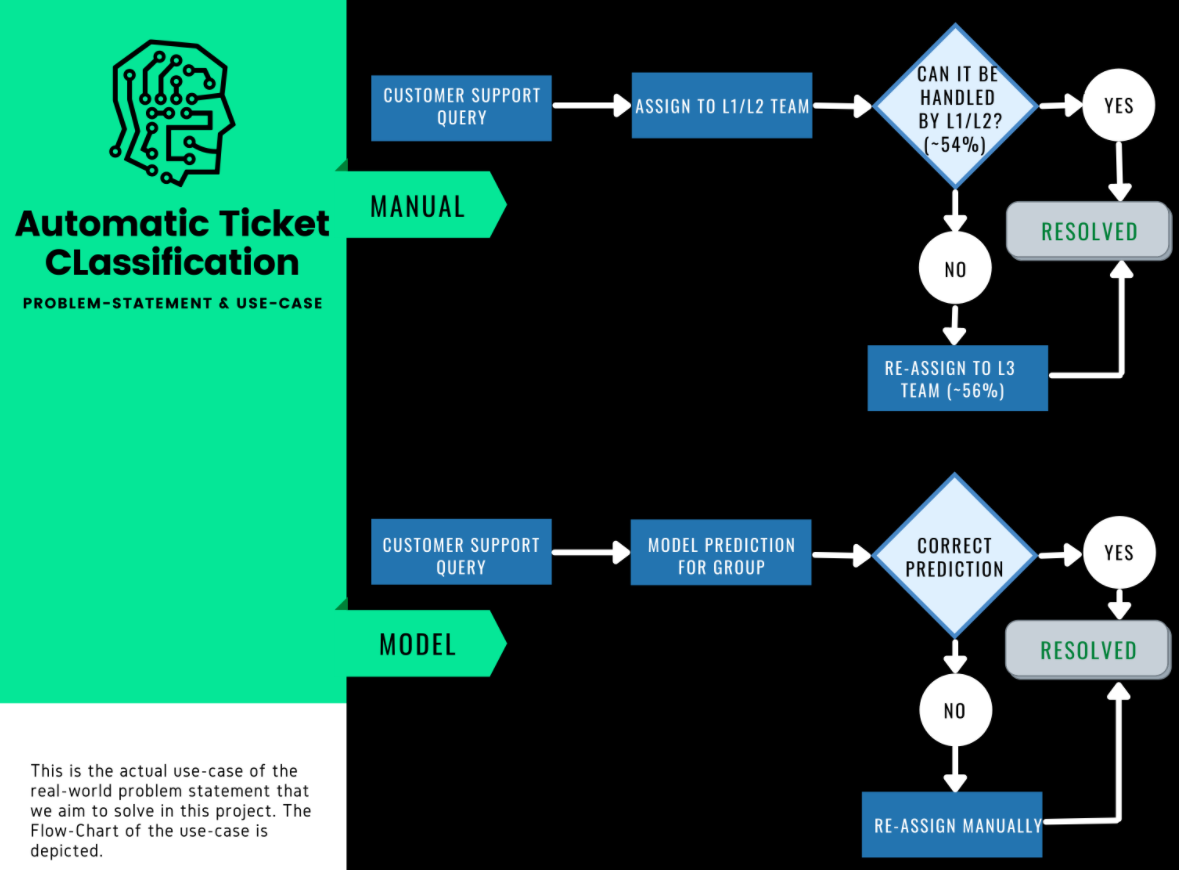 Automatic Ticket
CLassification
PROBLEM-STATEMENT & USE-CASE
This is the actual use-case of the
real-world problem statement that
we aim to solve in this project. The
Flow-Chart of the use-case is
depicted.
MANUAL
CUSTOMER SUPPORT
QUERY
ASSIGN TO L1/L2 TEAM
CAN IT BE
HANDLED
BY L1/L2?
(~54%)
YES
RESOLVED
NO
RE-ASSIGN TO L3
TEAM (~56%)
MODEL
CUSTOMER SUPPORT
QUERY
MODEL PREDICTION
FOR GROUP
CORRECT
PREDICTION
YES
RESOLVED
NO
RE-ASSIGN MANUALLY